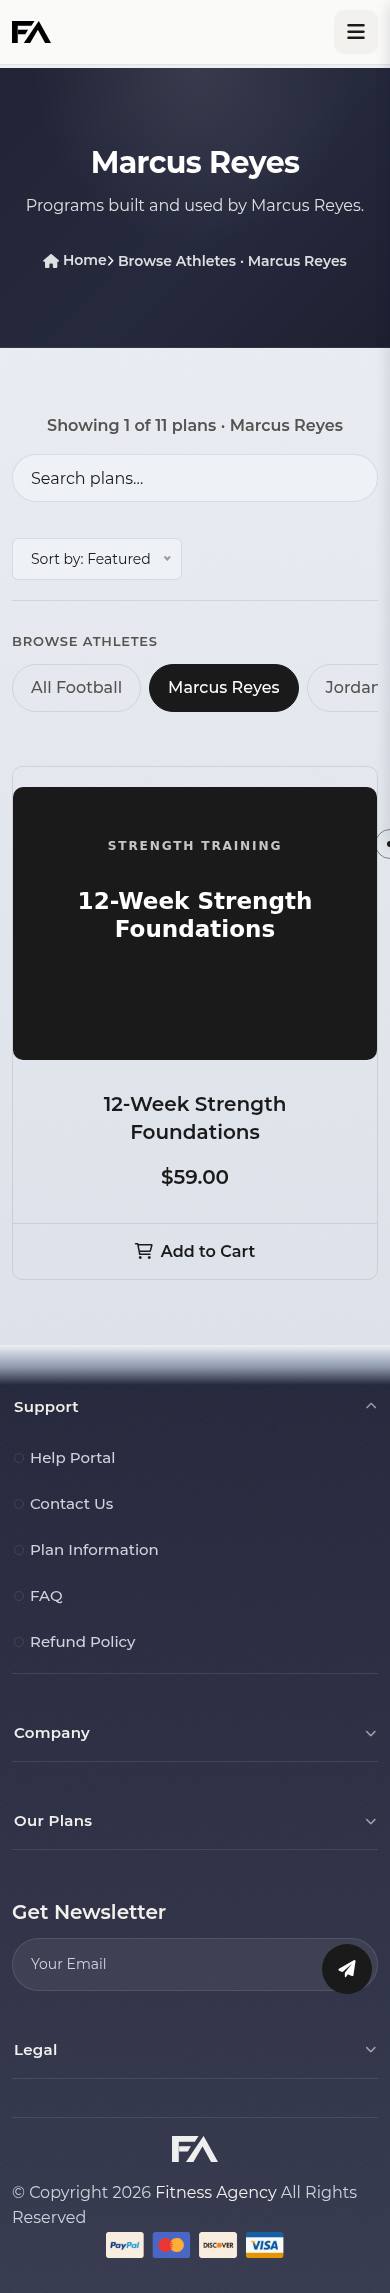 FA
Marcus Reyes
Programs built and used by Marcus Reyes.
Home Browse Athletes · Marcus Reyes
Showing 1 of 11 plans · Marcus Reyes
Search plans...
Sort by: Featured
BROWSE ATHLETES
All Football Marcus Reyes Jordan
STRENGTH TRAINING
12-Week Strength
Foundations
12-Week Strength
Foundations
$59.00
Add to Cart
Support
Help Portal
Contact Us
Plan Information
FAQ
Refund Policy
Company
Our Plans
Get Newsletter
Your Email
Legal
FA
© Copyright 2026 Fitness Agency All Rights
Reserved
PayPal DISCOVER VISA